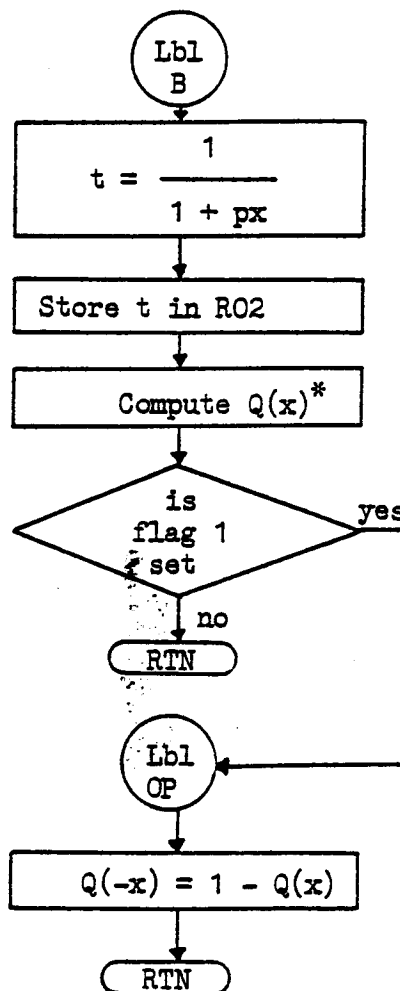 Lbl
B
t = 1
1 + px
Store t in R02
Compute Q(x)*
is
flag 1
set
yes
no
RTN
Lbl
OP
Q(-x) = 1 - Q(x)
RTN